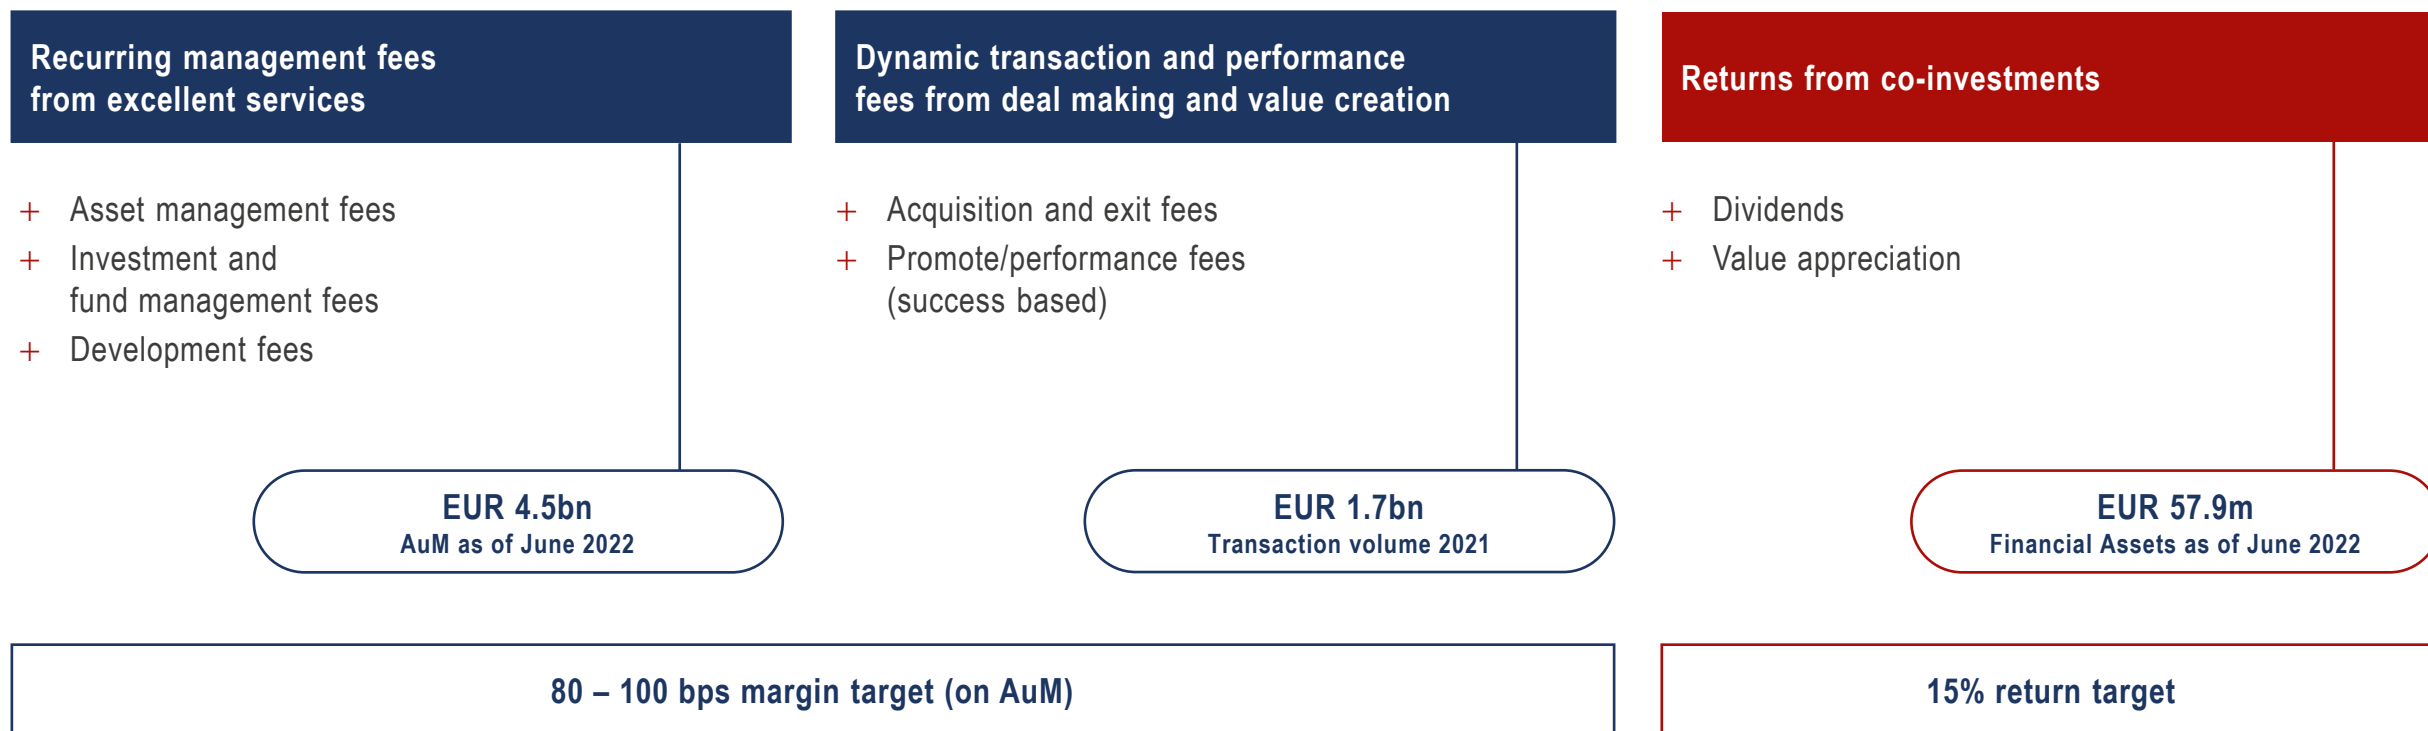 Recurring management fees
from excellent services
+ Asset management fees
+ Investment and
fund management fees
+ Development fees
EUR 4.5bn
AuM as of June 2022
Dynamic transaction and performance
fees from deal making and value creation
+ Acquisition and exit fees
+ Promote/performance fees
(success based)
EUR 1.7bn
Transaction volume 2021
Returns from co-investments
+ Dividends
+ Value appreciation
EUR 57.9m
Financial Assets as of June 2022
80 – 100 bps margin target (on AuM)
15% return target